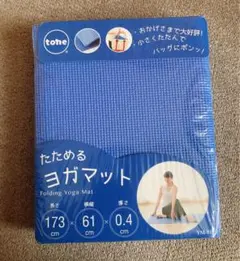 tone
おかげさまで大好評!
小さくたたんで
バッグにポンッ!
たためる
ヨガマット
Folding Yoga Mat
長さ 横幅 厚さ
173 × 61 × 0.4
cm cm cm